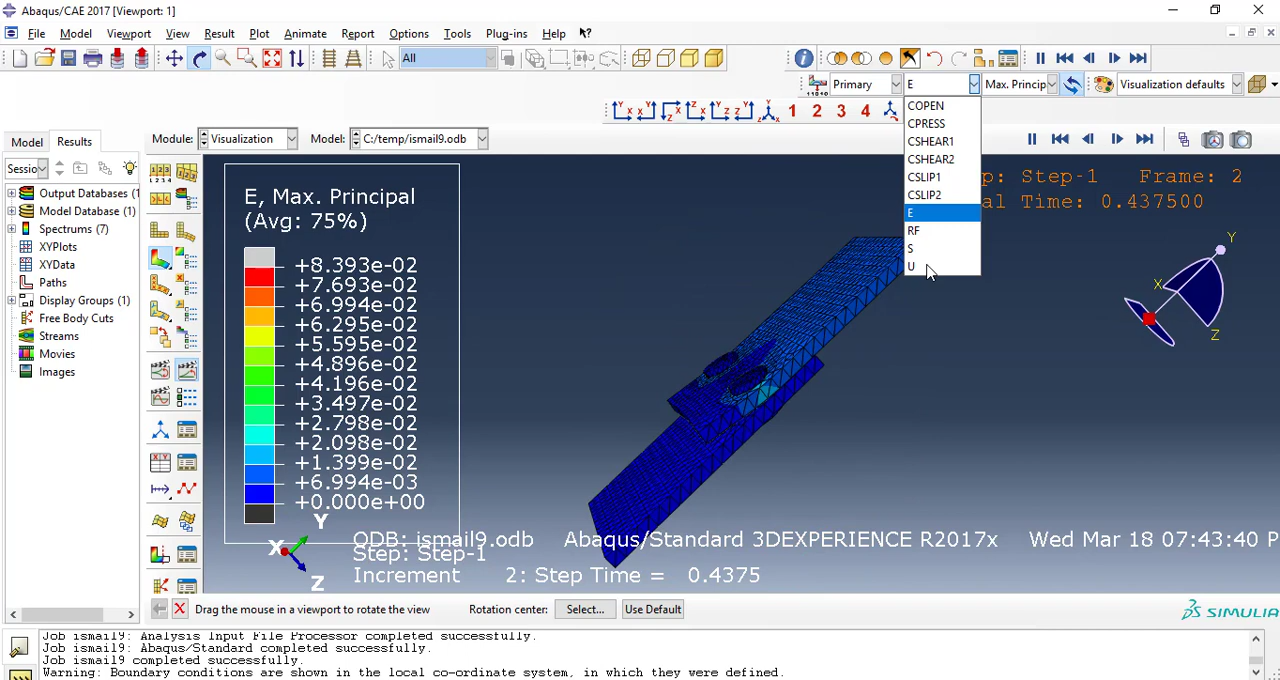 Abaqus/CAE 2017 [Viewport: 1]
File Model Viewport View Result Plot Animate Report Options Tools Plug-ins Help
All
Primary E Max. Princip Visualization defaults
1 2 3 4
COPEN
CPRESS
CSHEAR1
CSHEAR2
CSLIP1
CSLIP2
E
RF
S
U
Model Results
Module: Visualization Model: C:/temp/ismail9.odb
Sessio
Output Databases (1)
Model Database (1)
Spectrums (7)
XYPlots
XYData
Paths
Display Groups (1)
Free Body Cuts
Streams
Movies
Images
E, Max. Principal
(Avg: 75%)
+8.393e-02
+7.693e-02
+6.994e-02
+6.295e-02
+5.595e-02
+4.896e-02
+4.196e-02
+3.497e-02
+2.798e-02
+2.098e-02
+1.399e-02
+6.994e-03
+0.000e+00
p: Step-1 Frame: 2
al Time: 0.437500
Y
X
Z
Y
X
Z
ODB: ismail9.odb Abaqus/Standard 3DEXPERIENCE R2017x Wed Mar 18 07:43:40 P
Step: Step-1
Increment 2: Step Time = 0.4375
Drag the mouse in a viewport to rotate the view Rotation center: Select... Use Default
SIMULIA
Job ismail9: Analysis Input File Processor completed successfully.
Job ismail9: Abaqus/Standard completed successfully.
Job ismail9 completed successfully.
Warning: Boundary conditions are shown in the local co-ordinate system, in which they were defined.